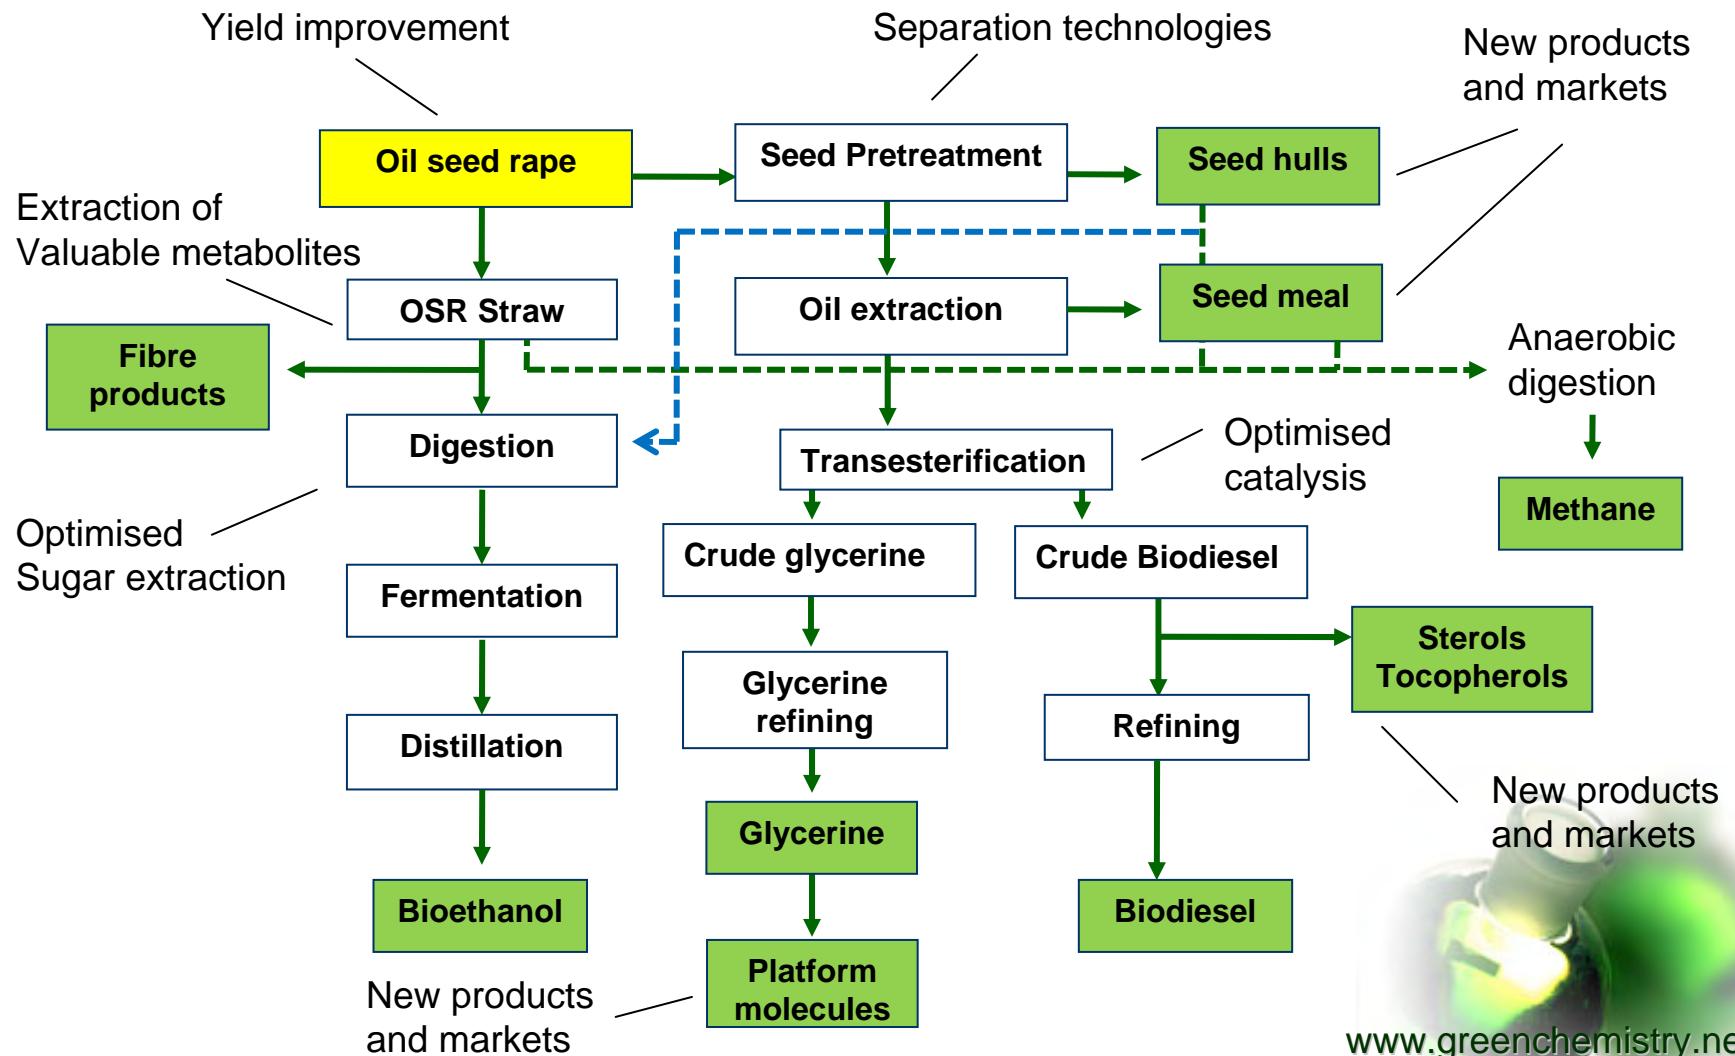 Yield improvement
Separation technologies
New products
and markets
Oil seed rape
Seed Pretreatment
Seed hulls
Extraction of
Valuable metabolites
OSR Straw
Oil extraction
Seed meal
Fibre
products
Anaerobic
digestion
Digestion
Transesterification
Optimised
catalysis
Methane
Optimised
Sugar extraction
Crude glycerine
Crude Biodiesel
Fermentation
Sterols
Tocopherols
Glycerine
refining
Refining
Distillation
New products
and markets
Glycerine
Bioethanol
Biodiesel
Platform
molecules
New products
and markets
www.greenchemistry.ne